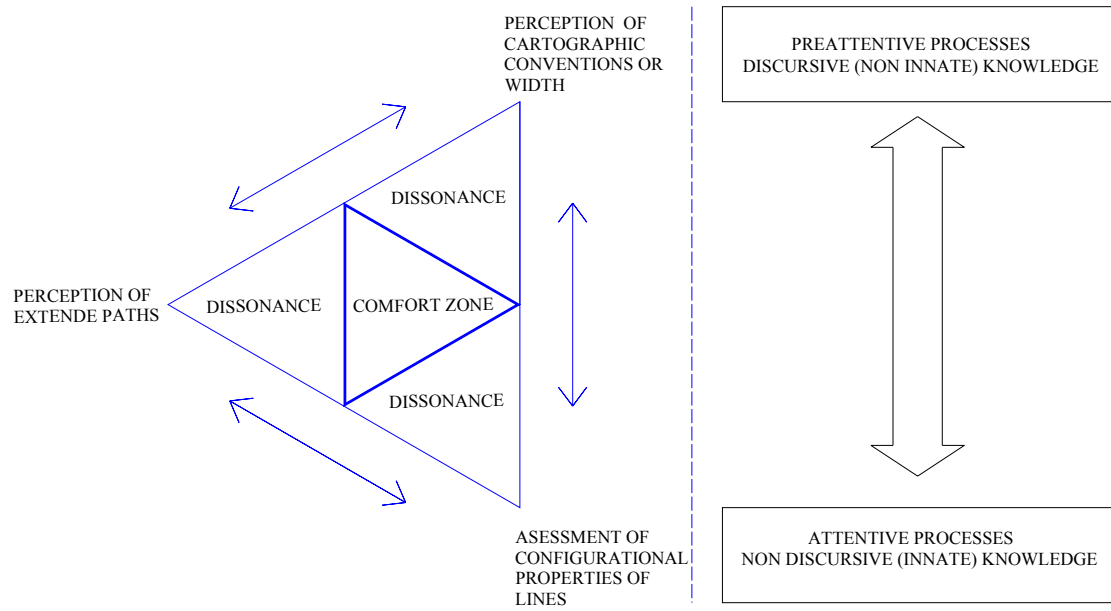 PERCEPTION OF
CARTOGRAPHIC
CONVENTIONS OR
WIDTH
PREATTENTIVE PROCESSES
DISCURSIVE (NON INNATE) KNOWLEDGE
DISSONANCE
PERCEPTION OF
EXTENDE PATHS
DISSONANCE
COMFORT ZONE
DISSONANCE
ASESSMENT OF
CONFIGURATIONAL
PROPERTIES OF
LINES
ATTENTIVE PROCESSES
NON DISCURSIVE (INNATE) KNOWLEDGE